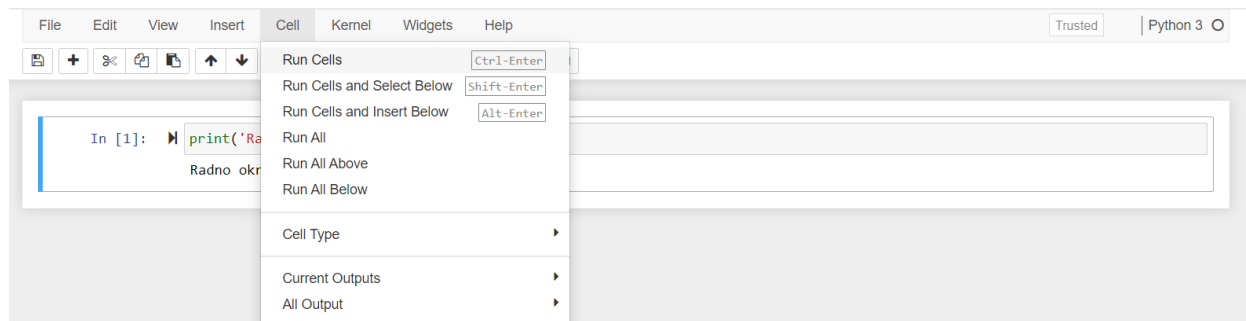 File Edit View Insert Cell Kernel Widgets Help Trusted Python 3
Run Cells Ctrl-Enter
Run Cells and Select Below Shift-Enter
Run Cells and Insert Below Alt-Enter
Run All
Run All Above
Run All Below
Cell Type
Current Outputs
All Output
In [1]: print('Ra
Radno okr